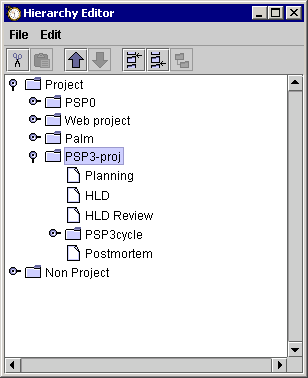 Hierarchy Editor
File Edit
Project
PSP0
Web project
Palm
PSP3-proj
Planning
HLD
HLD Review
PSP3cycle
Postmortem
Non Project